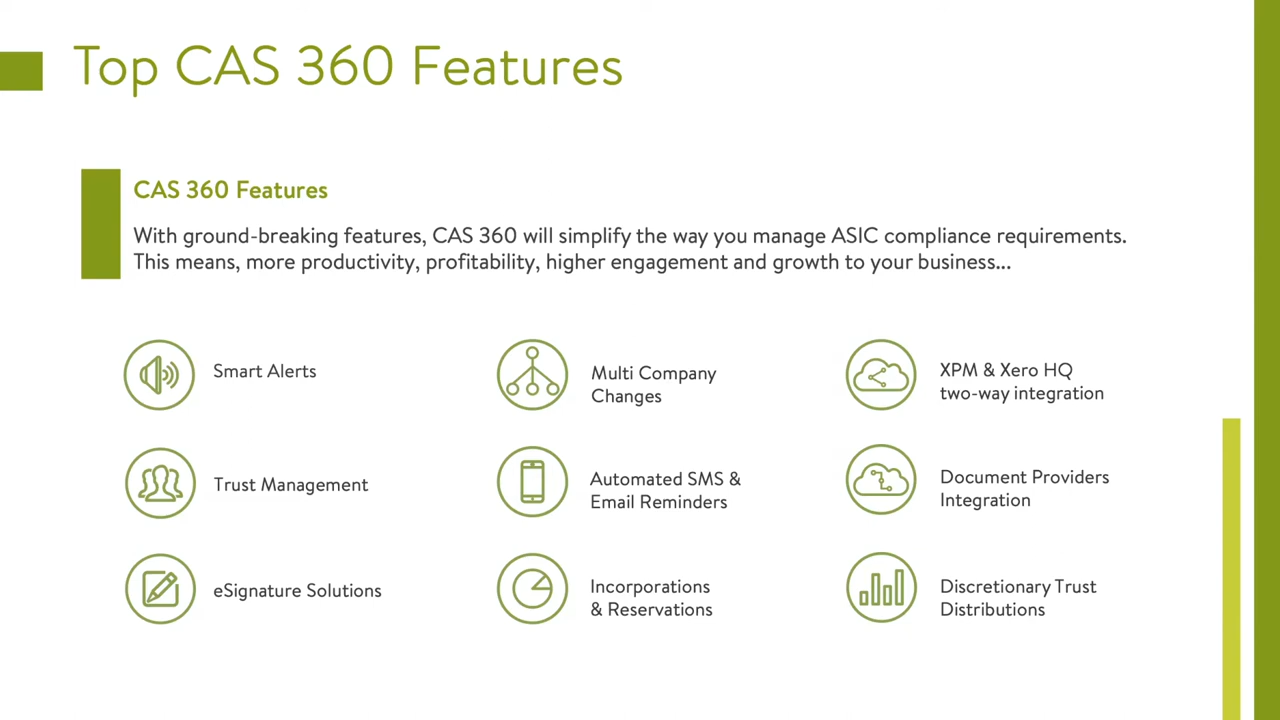 Top CAS 360 Features
CAS 360 Features
With ground-breaking features, CAS 360 will simplify the way you manage ASIC compliance requirements.
This means, more productivity, profitability, higher engagement and growth to your business...
Smart Alerts
Multi Company
Changes
XPM & Xero HQ
two-way integration
Trust Management
Automated SMS &
Email Reminders
Document Providers
Integration
eSignature Solutions
Incorporations
& Reservations
Discretionary Trust
Distributions